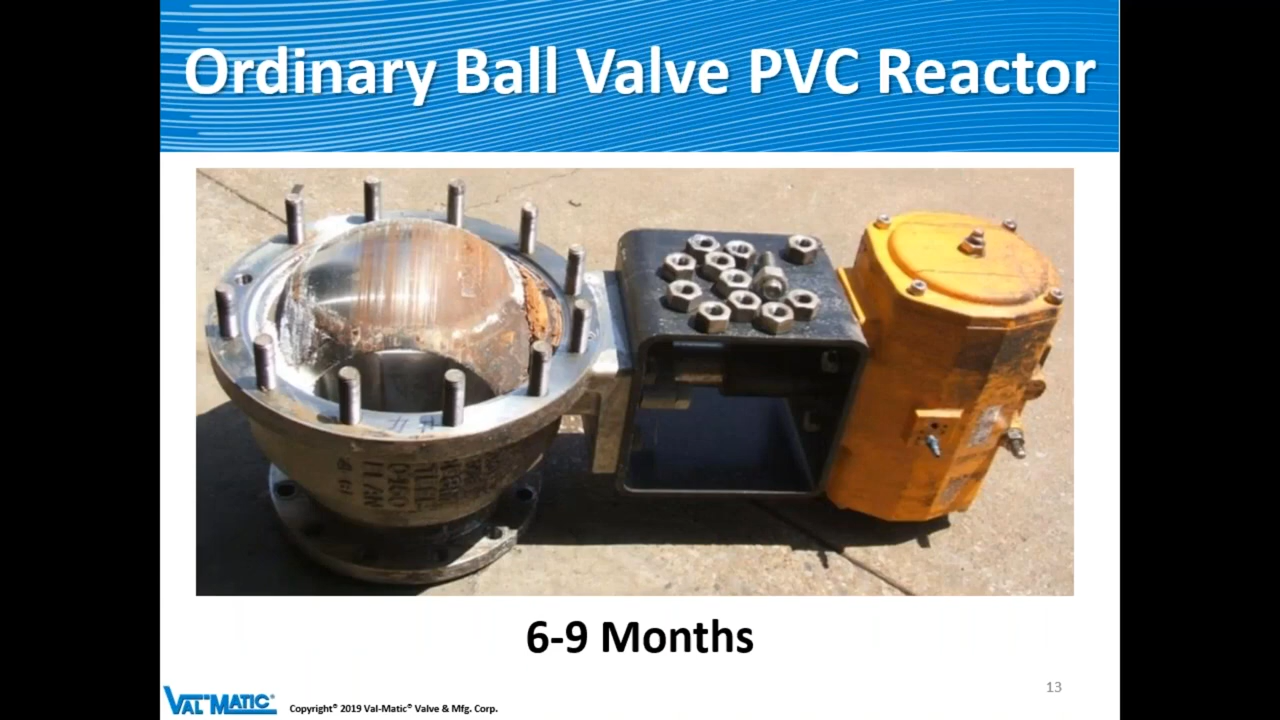 Ordinary Ball Valve PVC Reactor
6-9 Months
13
VAL MATIC®
Copyright© 2019 Val-Matic® Valve & Mfg. Corp.